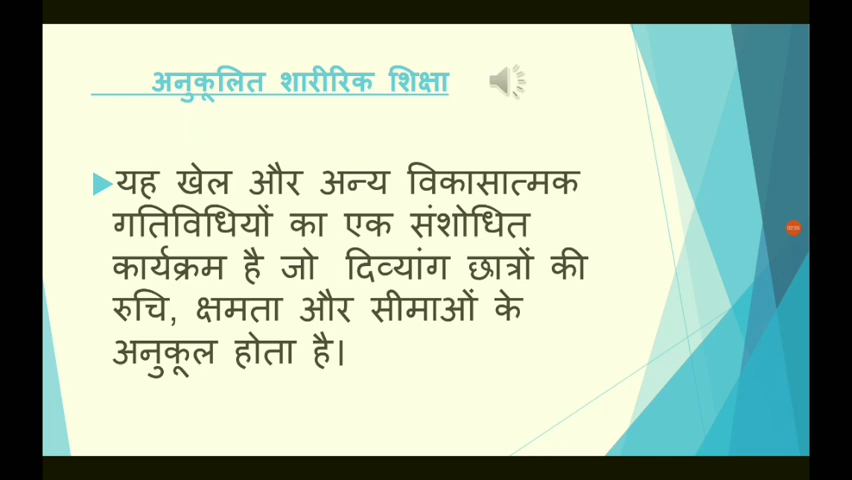 अनुकूलित शारीरिक शिक्षा
यह खेल और अन्य विकासात्मक
गतिविधियों का एक संशोधित
कार्यक्रम है जो दिव्यांग छात्रों की
रुचि, क्षमता और सीमाओं के
अनुकूल होता है।